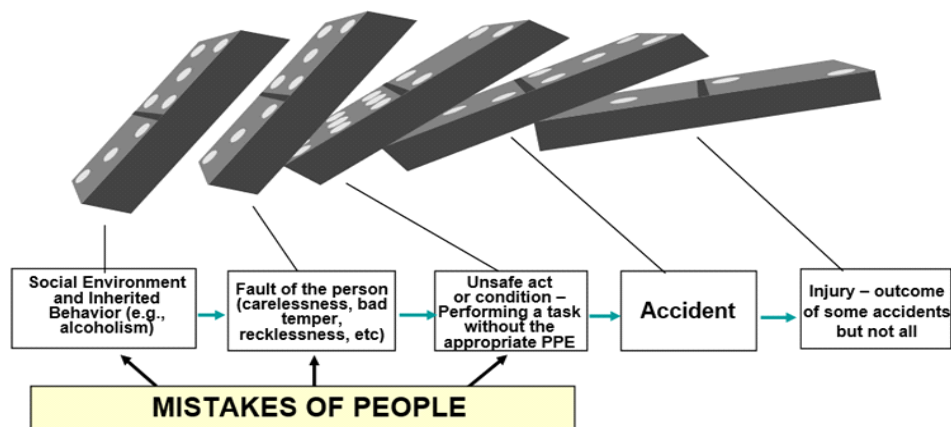 Social Environment
and Inherited
Behavior (e.g.,
alcoholism)
Fault of the person
(carelessness, bad
temper,
recklessness, etc)
Unsafe act
or condition –
Performing a task
without the
appropriate PPE
Accident
Injury – outcome
of some accidents
but not all
MISTAKES OF PEOPLE